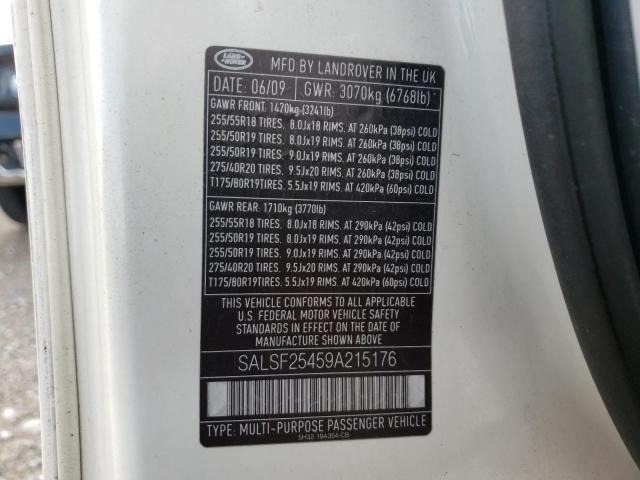 LAND-ROVER
MFD BY LANDROVER IN THE UK
DATE: 06/09 GWR: 3070kg (6768lb)
GAWR FRONT: 1470kg (3241lb)
255/55R18 TIRES. 8.0Jx18 RIMS. AT 260kPa (38psi) COLD
255/50R19 TIRES. 8.0Jx19 RIMS. AT 260kPa (38psi) COLD
255/50R19 TIRES. 9.0Jx19 RIMS. AT 260kPa (38psi) COLD
275/40R20 TIRES. 9.5Jx20 RIMS. AT 260kPa (38psi) COLD
T175/80R19TIRES. 5.5Jx19 RIMS. AT 420kPa (60psi) COLD
GAWR REAR: 1710kg (3770lb)
255/55R18 TIRES. 8.0Jx18 RIMS. AT 290kPa (42psi) COLD
255/50R19 TIRES. 8.0Jx19 RIMS. AT 290kPa (42psi) COLD
255/50R19 TIRES. 9.0Jx19 RIMS. AT 290kPa (42psi) COLD
275/40R20 TIRES. 9.5Jx20 RIMS. AT 290kPa (42psi) COLD
T175/80R19TIRES. 5.5Jx19 RIMS. AT 420kPa (60psi) COLD
THIS VEHICLE CONFORMS TO ALL APPLICABLE
U.S. FEDERAL MOTOR VEHICLE SAFETY
STANDARDS IN EFFECT ON THE DATE OF
MANUFACTURE SHOWN ABOVE.
SALSF25459A215176
TYPE: MULTI-PURPOSE PASSENGER VEHICLE
5H32-19A354-CB